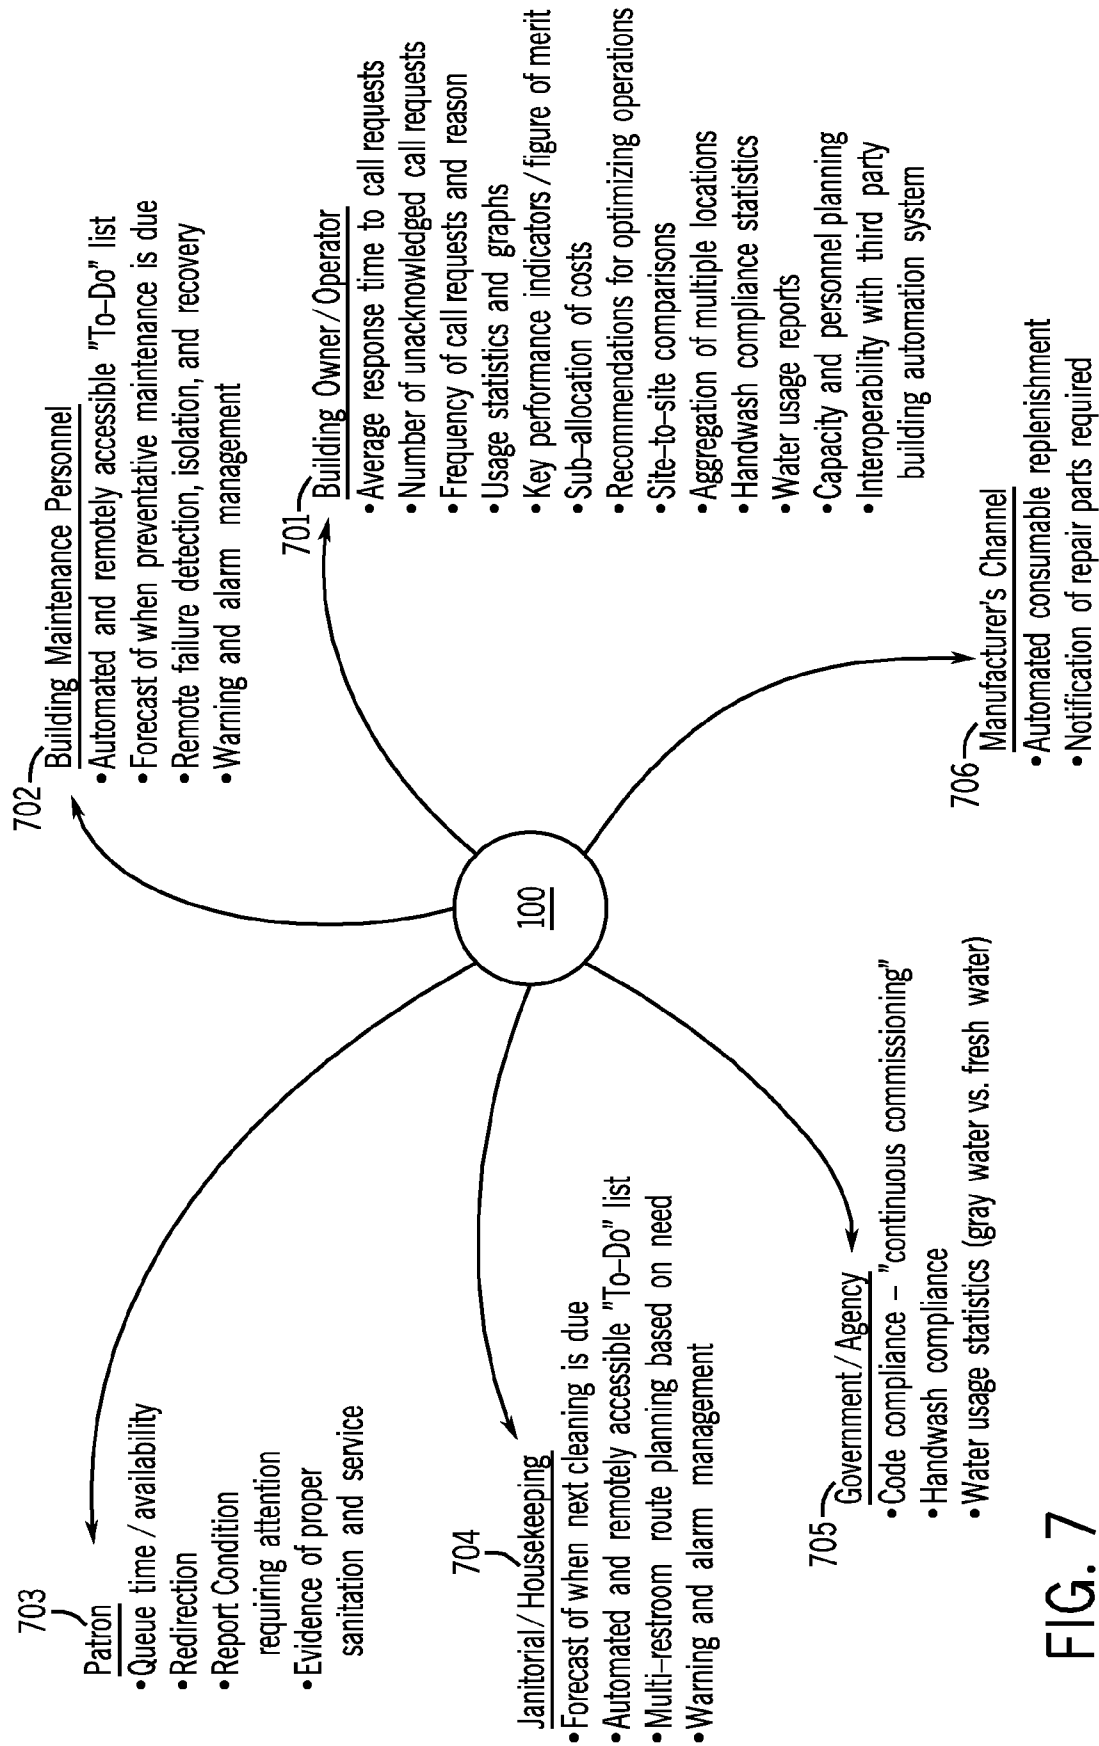 703
Patron
•Queue time / availability
•Redirection
•Report Condition
requiring attention
•Evidence of proper
sanitation and service
702
Building Maintenance Personnel
•Automated and remotely accessible "To–Do" list
•Forecast of when preventative maintenance is due
•Remote failure detection, isolation, and recovery
•Warning and alarm management
701
Building Owner / Operator
•Average response time to call requests
•Number of unacknowledged call requests
•Frequency of call requests and reason
•Usage statistics and graphs
•Key performance indicators / figure of merit
•Sub–allocation of costs
•Recommendations for optimizing operations
•Site–to–site comparisons
•Aggregation of multiple locations
•Handwash compliance statistics
•Water usage reports
•Capacity and personnel planning
•Interoperability with third party
building automation system
100
704
Janitorial / Housekeeping
•Forecast of when next cleaning is due
•Automated and remotely accessible "To–Do" list
•Multi–restroom route planning based on need
•Warning and alarm management
705
Government / Agency
•Code compliance – "continuous commissioning"
•Handwash compliance
•Water usage statistics (gray water vs. fresh water)
706
Manufacturer's Channel
•Automated consumable replenishment
•Notification of repair parts required
FIG. 7